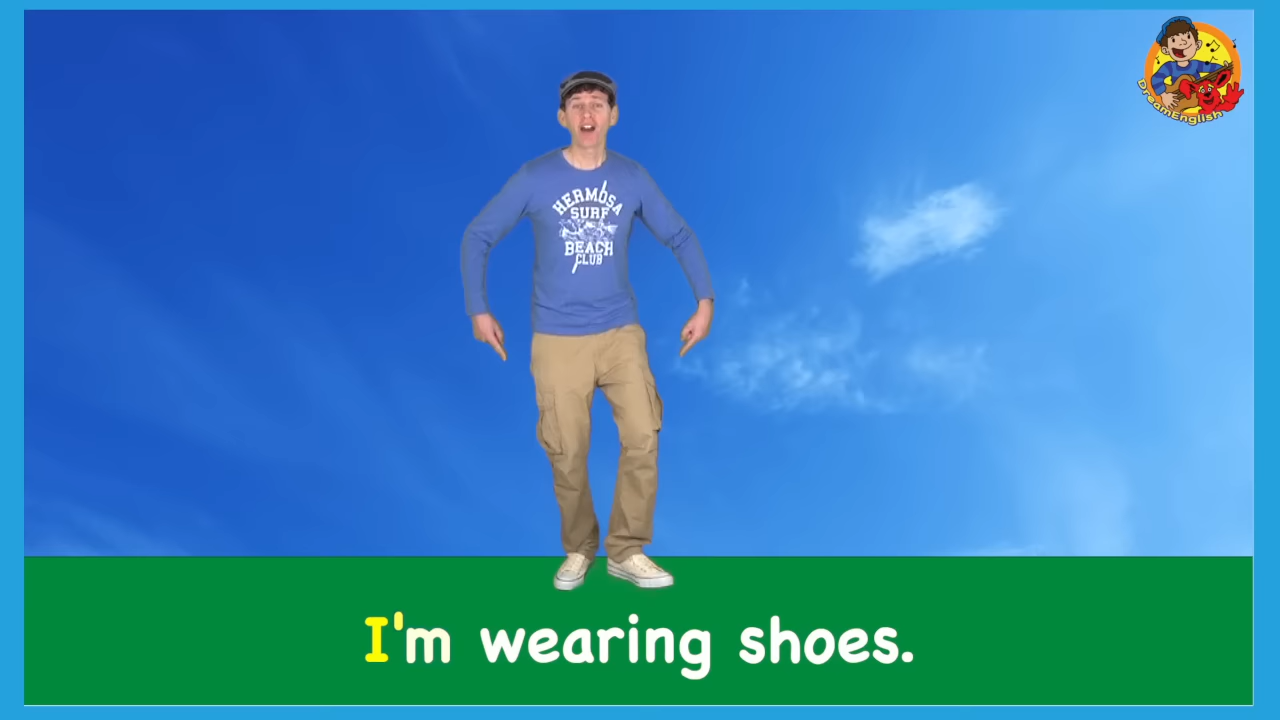 DreamEnglish
HERMOSA
SURF
BEACH
CLUB
I'm wearing shoes.